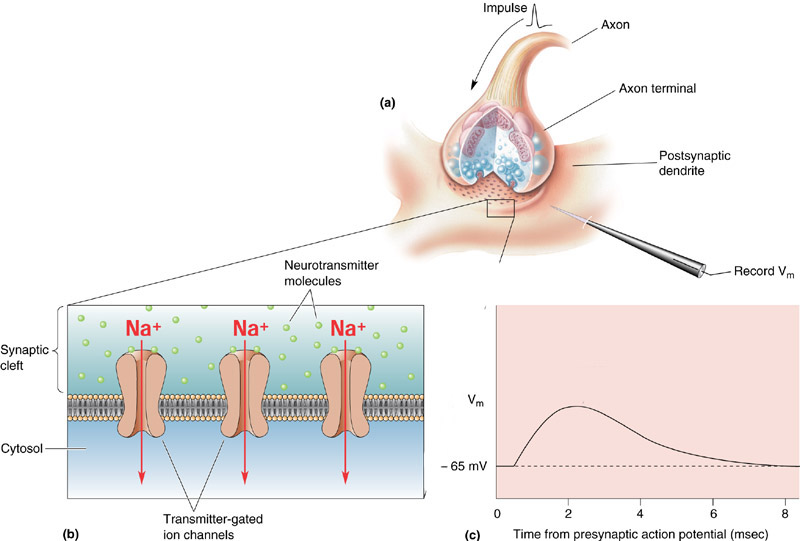 Impulse
Axon
(a)
Axon terminal
Postsynaptic
dendrite
Record Vm
Neurotransmitter
molecules
Na+ Na+ Na+
Synaptic
cleft
Cytosol
Transmitter-gated
ion channels
(b)
Vm
– 65 mV
0 2 4 6 8
(c) Time from presynaptic action potential (msec)